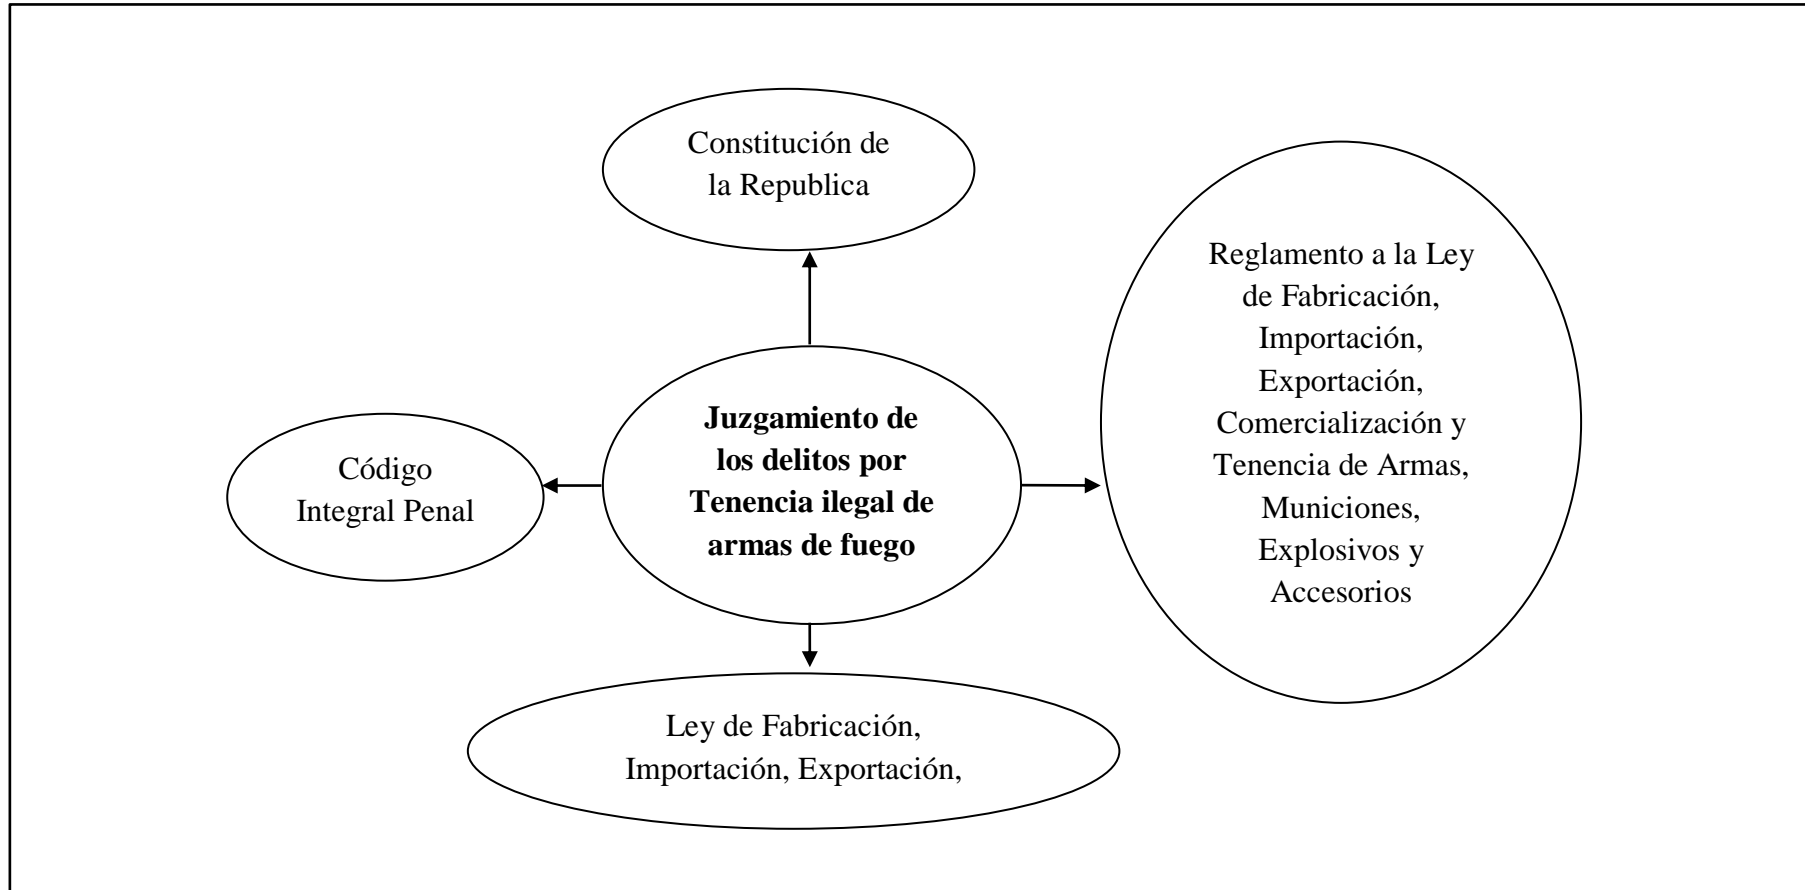 Constitución de
la Republica
Reglamento a la Ley
de Fabricación,
Importación,
Exportación,
Comercialización y
Tenencia de Armas,
Municiones,
Explosivos y
Accesorios
Juzgamiento de
los delitos por
Tenencia ilegal de
armas de fuego
Código
Integral Penal
Ley de Fabricación,
Importación, Exportación,